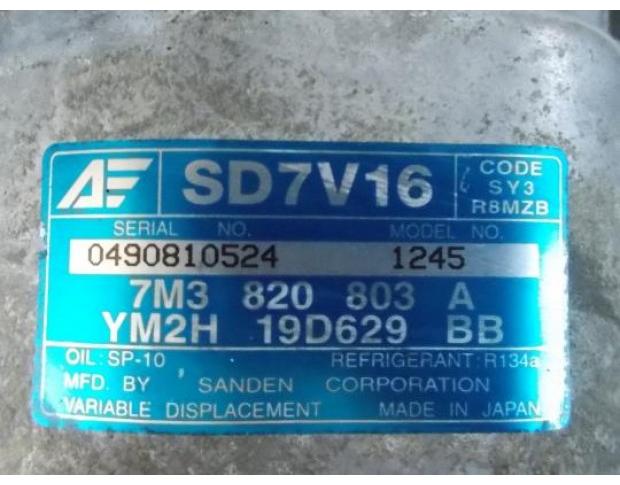 AE SD7V16 CODE
SY3
R8MZB
SERIAL NO. MODEL NO.
0490810524 1245
7M3 820 803 A
YM2H 19D629 BB
OIL:SP-10 REFRIGERANT:R134a
MFD. BY SANDEN CORPORATION
VARIABLE DISPLACEMENT MADE IN JAPAN